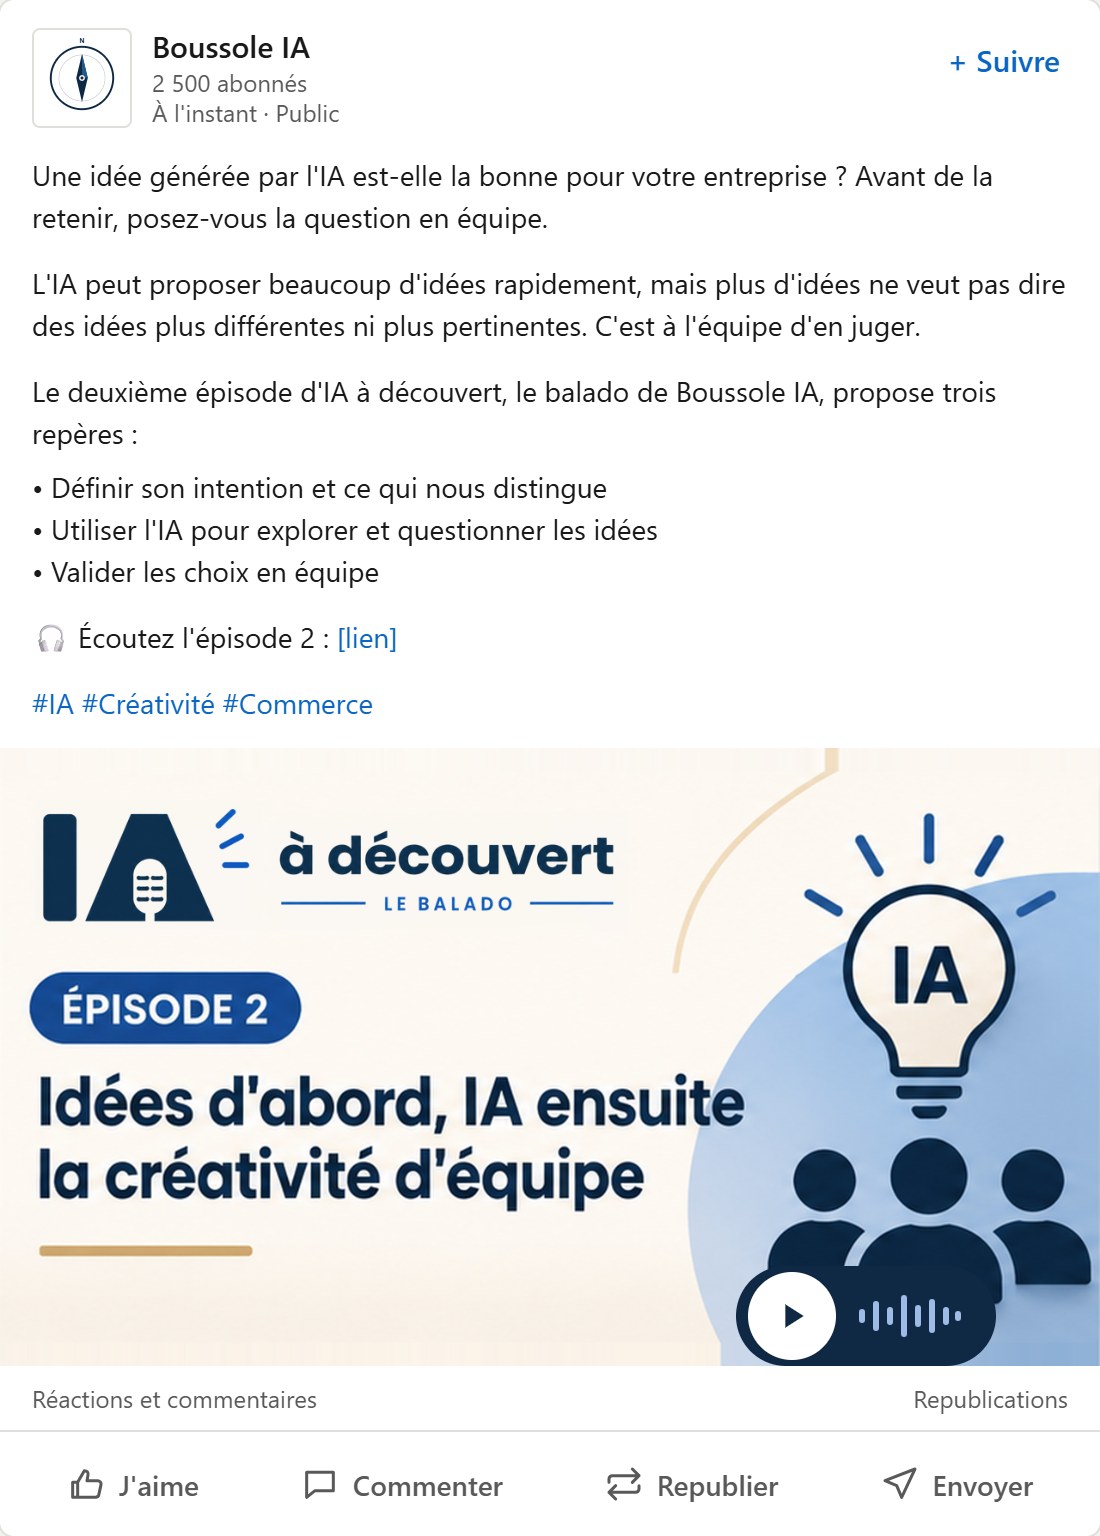 N
Boussole IA
2 500 abonnés
À l'instant · Public
+ Suivre
Une idée générée par l'IA est-elle la bonne pour votre entreprise ? Avant de la
retenir, posez-vous la question en équipe.
L'IA peut proposer beaucoup d'idées rapidement, mais plus d'idées ne veut pas dire
des idées plus différentes ni plus pertinentes. C'est à l'équipe d'en juger.
Le deuxième épisode d'IA à découvert, le balado de Boussole IA, propose trois
repères :
• Définir son intention et ce qui nous distingue
• Utiliser l'IA pour explorer et questionner les idées
• Valider les choix en équipe
🎧 Écoutez l'épisode 2 : [lien]
#IA #Créativité #Commerce
IA à découvert
LE BALADO
IA
ÉPISODE 2
Idées d'abord, IA ensuite
la créativité d'équipe
Réactions et commentaires
Republications
J'aime
Commenter
Republier
Envoyer